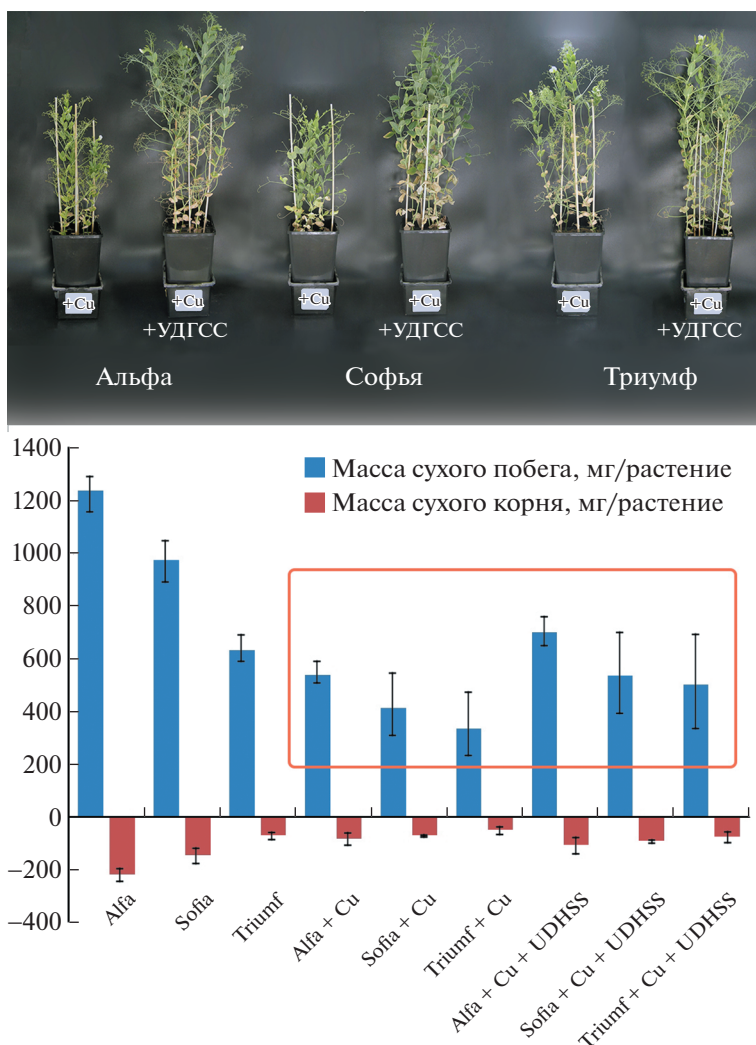 +Cu +Cu +Cu +Cu +Cu +Cu
+УДГСС +УДГСС +УДГСС
Альфа Софья Триумф
1400
Масса сухого побега, мг/растение
1200
Масса сухого корня, мг/растение
1000
800
600
400
200
0
−200
−400
Alfa
Sofia
Triumf
Alfa + Cu
Sofia + Cu
Triumf + Cu
Alfa + Cu + UDHSS
Sofia + Cu + UDHSS
Triumf + Cu + UDHSS